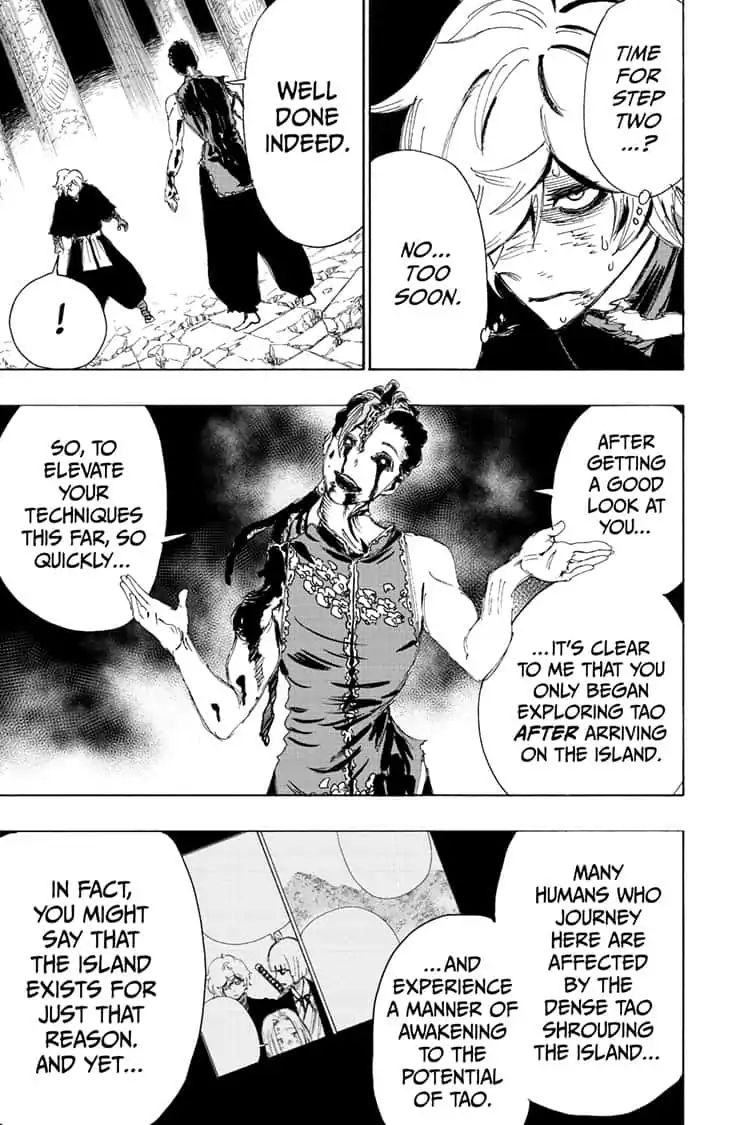 TIME
FOR
STEP
TWO
...?
NO...
TOO
SOON.
WELL
DONE
INDEED.
!
AFTER
GETTING
A GOOD
LOOK AT
YOU...
...IT'S CLEAR
TO ME THAT YOU
ONLY BEGAN
EXPLORING TAO
AFTER ARRIVING
ON THE ISLAND.
SO, TO
ELEVATE
YOUR
TECHNIQUES
THIS FAR, SO
QUICKLY...
MANY
HUMANS WHO
JOURNEY
HERE ARE
AFFECTED
BY THE
DENSE TAO
SHROUDING
THE ISLAND...
...AND
EXPERIENCE
A MANNER OF
AWAKENING
TO THE
POTENTIAL
OF TAO.
IN FACT,
YOU MIGHT
SAY THAT
THE ISLAND
EXISTS FOR
JUST THAT
REASON.
AND YET...